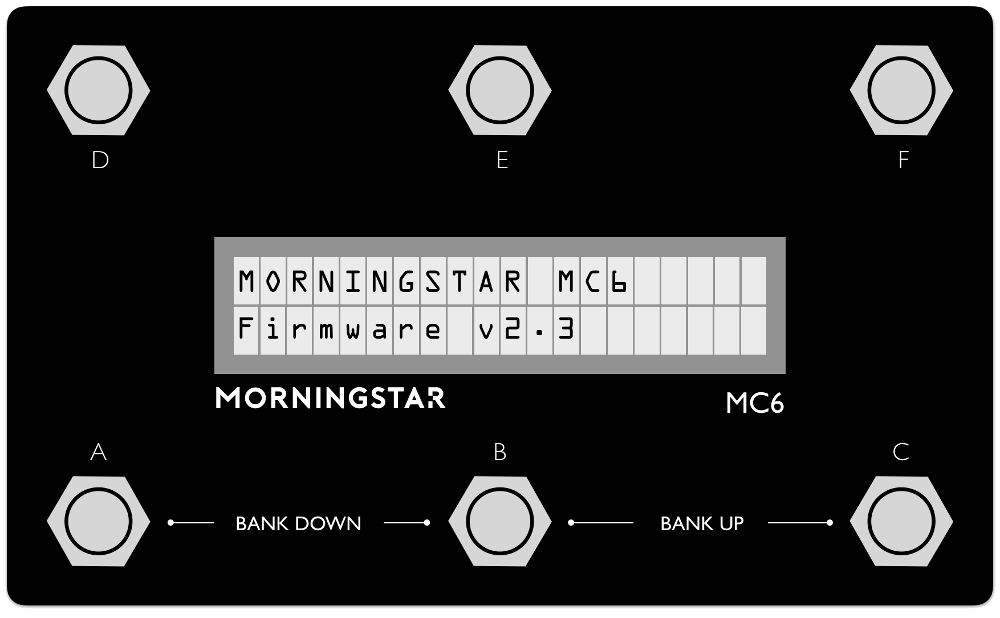 D E F
MORNINGSTAR MC6
Firmware v2.3
MORNINGSTAR MC6
A B C
BANK DOWN BANK UP